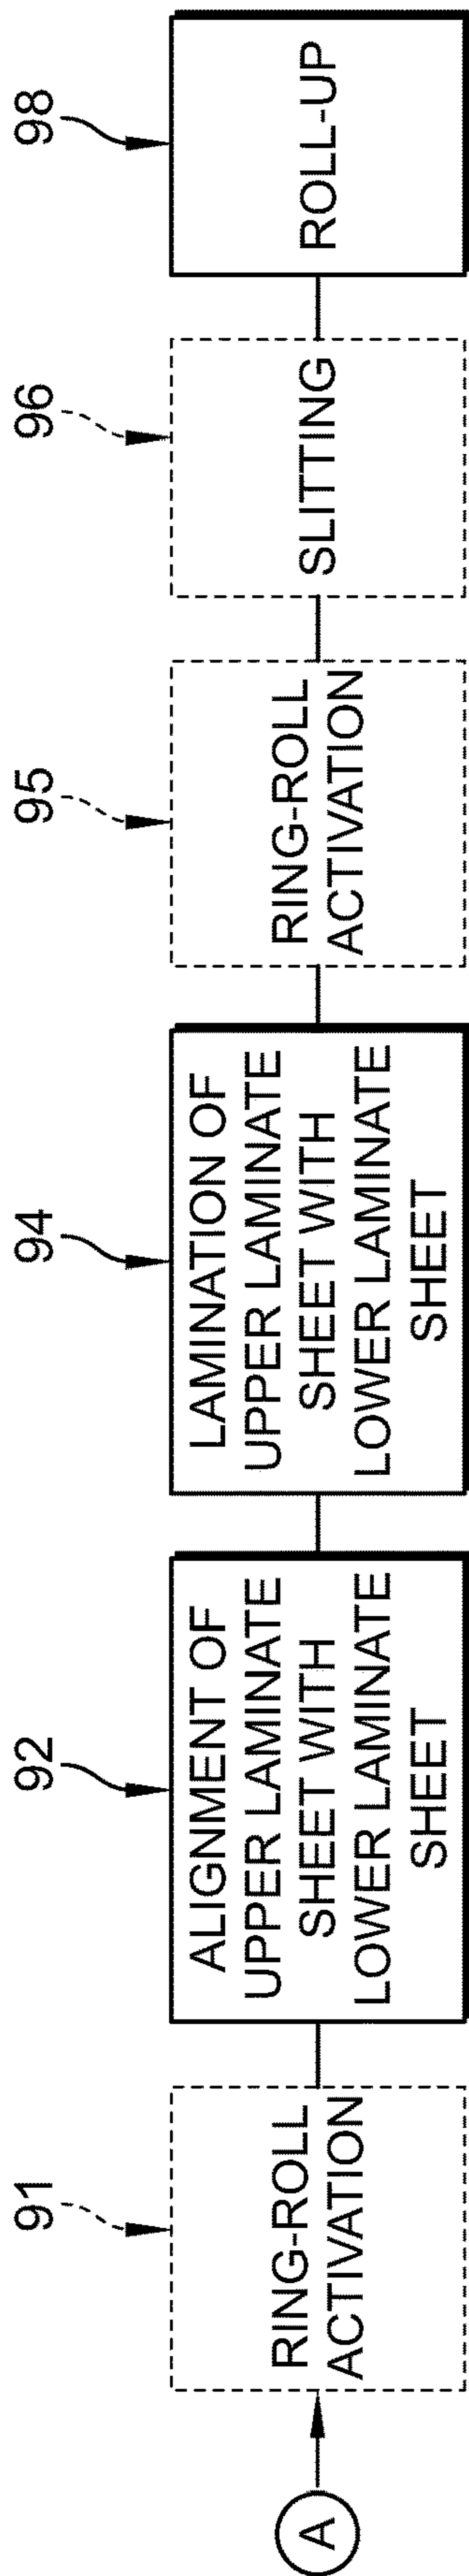 A
91
RING-ROLL
ACTIVATION
92
ALIGNMENT OF
UPPER LAMINATE
SHEET WITH
LOWER LAMINATE
SHEET
94
LAMINATION OF
UPPER LAMINATE
SHEET WITH
LOWER LAMINATE
SHEET
95
RING-ROLL
ACTIVATION
96
SLITTING
98
ROLL-UP